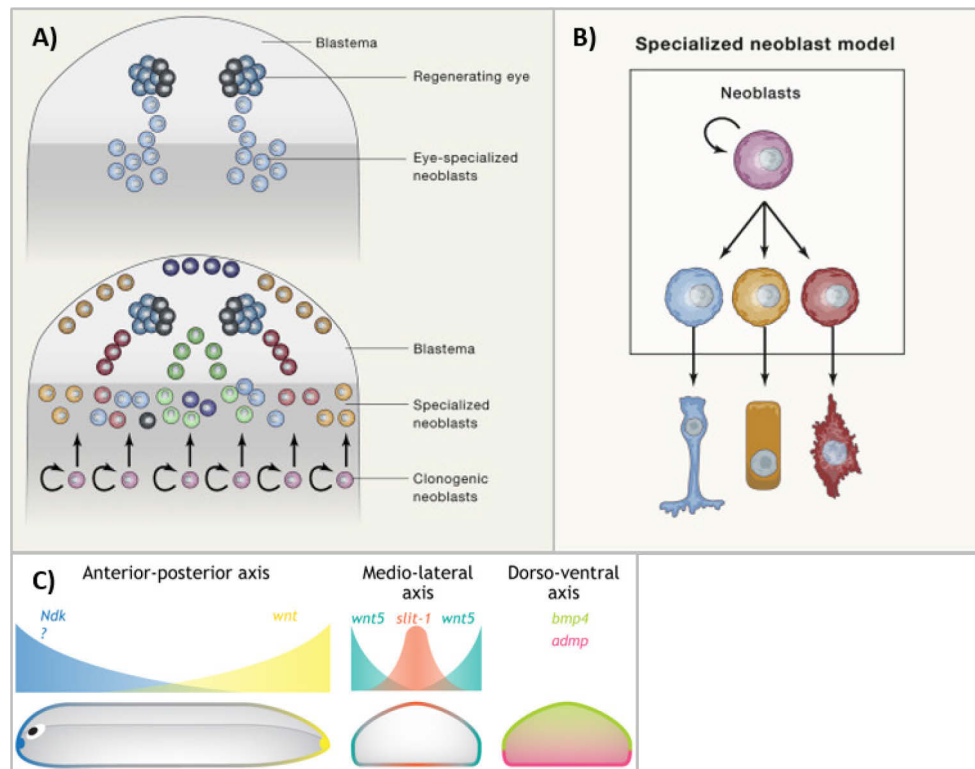 A)
Blastema
Regenerating eye
Eye-specialized
neoblasts
Blastema
Specialized
neoblasts
Clonogenic
neoblasts
B)
Specialized neoblast model
Neoblasts
C)
Anterior-posterior axis
Ndk
?
wnt
Medio-lateral
axis
wnt5 slit-1 wnt5
Dorso-ventral
axis
bmp4
admp